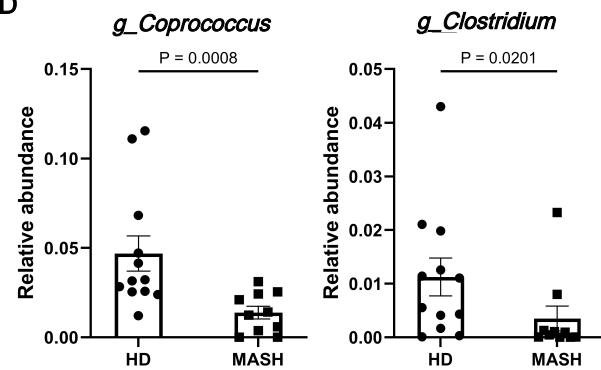 D
g_Coprococcus
P = 0.0008
Relative abundance
0.15
0.10
0.05
0.00
HD MASH
g_Clostridium
P = 0.0201
Relative abundance
0.05
0.04
0.03
0.02
0.01
0.00
HD MASH